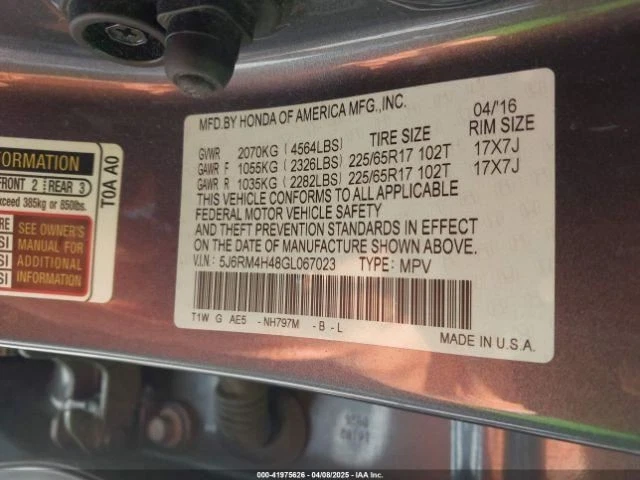 MFD.BY HONDA OF AMERICA MFG.,INC. 04/'16
TIRE SIZE RIM SIZE
GVWR 2070KG ( 4564LBS)
GAWR F 1055KG ( 2326LBS) 225/65R17 102T 17X7J
GAWR R 1035KG ( 2282LBS) 225/65R17 102T 17X7J
THIS VEHICLE CONFORMS TO ALL APPLICABLE
FEDERAL MOTOR VEHICLE SAFETY
AND THEFT PREVENTION STANDARDS IN EFFECT
ON THE DATE OF MANUFACTURE SHOWN ABOVE.
V.I.N: 5J6RM4H48GL067023 TYPE: MPV
T1W G AE5 -NH797M -B -L
MADE IN U.S.A.
INFORMATION
FRONT 2 REAR 3
exceed 385kg or 850lbs.
SEE OWNER'S
MANUAL FOR
ADDITIONAL
INFORMATION
T0A A0
000-41975626 | 04/08/2025 | IAA Inc.